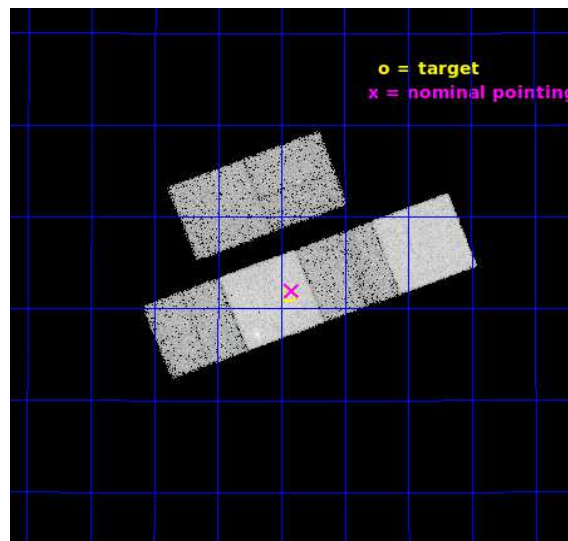 o = target
x = nominal pointing